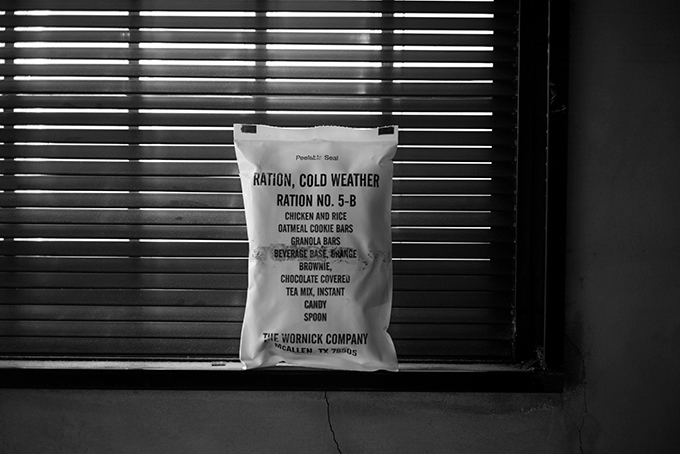 Peelable Seal
RATION, COLD WEATHER
RATION NO. 5-B
CHICKEN AND RICE
OATMEAL COOKIE BARS
GRANOLA BARS
BEVERAGE BASE, ORANGE
BROWNIE,
CHOCOLATE COVERED
TEA MIX, INSTANT
CANDY
SPOON
THE WORNICK COMPANY
MCALLEN, TX 78505